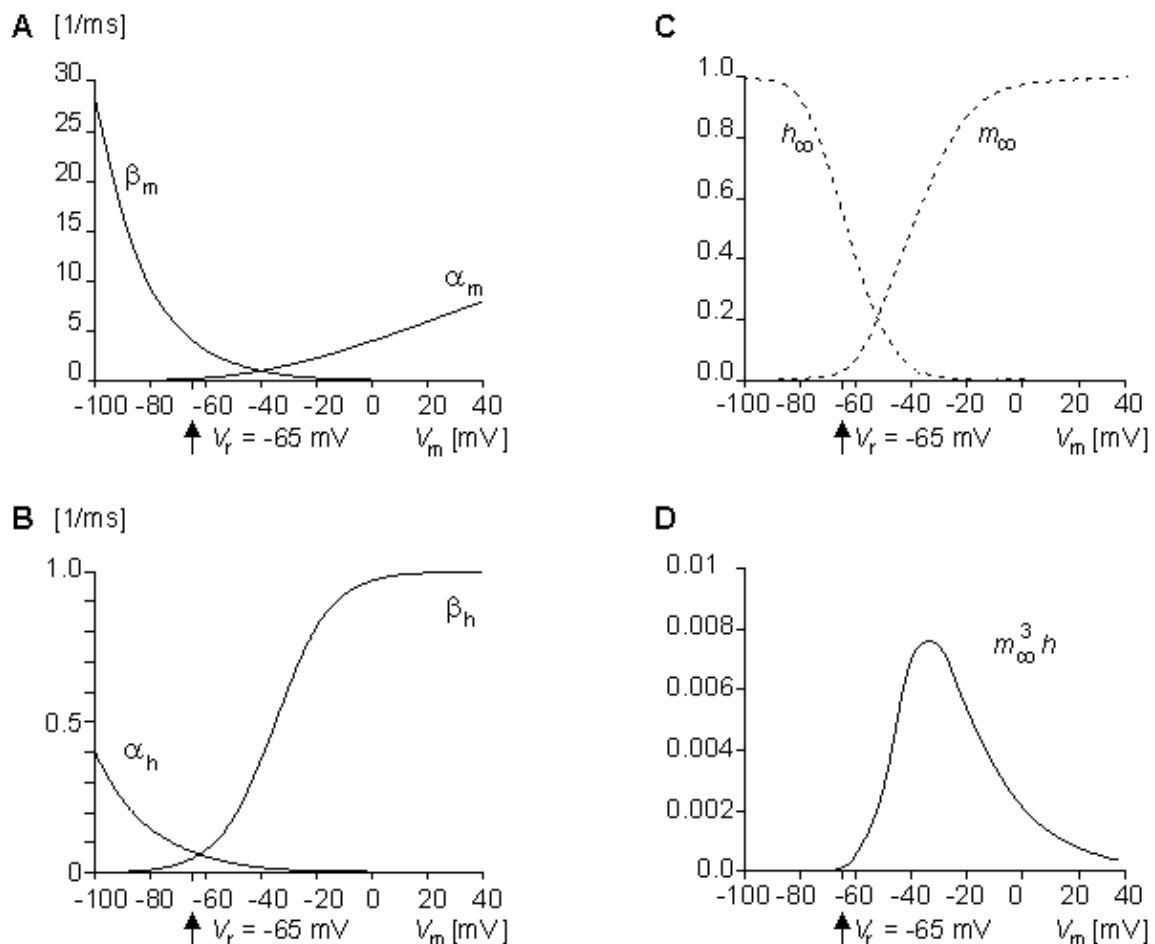 A [1/ms]
30
25
20
15
10
5
0
β_m
α_m
-100 -80 -60 -40 -20 0 20 40
V_r = -65 mV V_m [mV]
C
1.0
0.8
0.6
0.4
0.2
0.0
h_∞
m_∞
-100 -80 -60 -40 -20 0 20 40
V_r = -65 mV V_m [mV]
B [1/ms]
1.0
0.5
0
α_h
β_h
-100 -80 -60 -40 -20 0 20 40
V_r = -65 mV V_m [mV]
D
0.01
0.008
0.006
0.004
0.002
0.0
m_∞^3 h
-100 -80 -60 -40 -20 0 20 40
V_r = -65 mV V_m [mV]